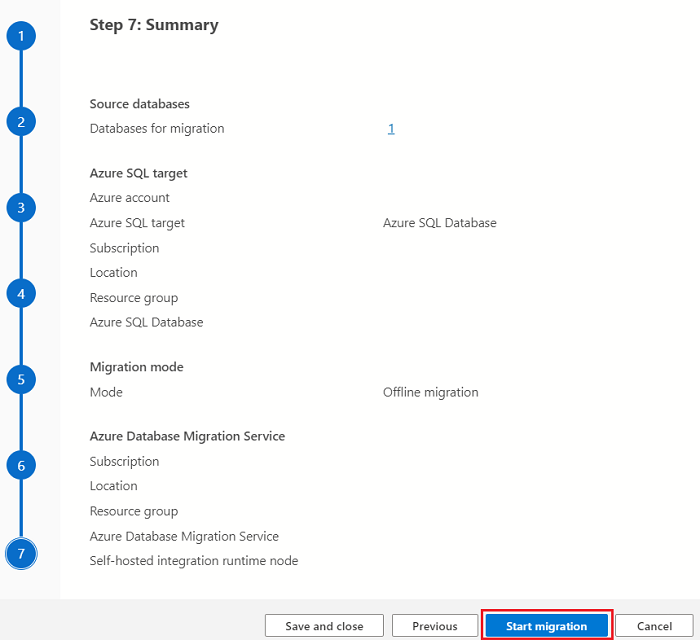 1
Step 7: Summary
2
Source databases
Databases for migration 1
3
Azure SQL target
Azure account
Azure SQL target Azure SQL Database
Subscription
Location
4
Resource group
Azure SQL Database
5
Migration mode
Mode Offline migration
6
Azure Database Migration Service
Subscription
Location
Resource group
7
Azure Database Migration Service
Self-hosted integration runtime node
Save and close Previous Start migration Cancel